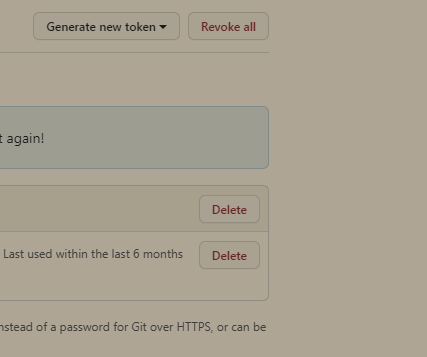 Generate new token Revoke all
again!
Delete
Last used within the last 6 months Delete
of a password for Git over HTTPS, or can be